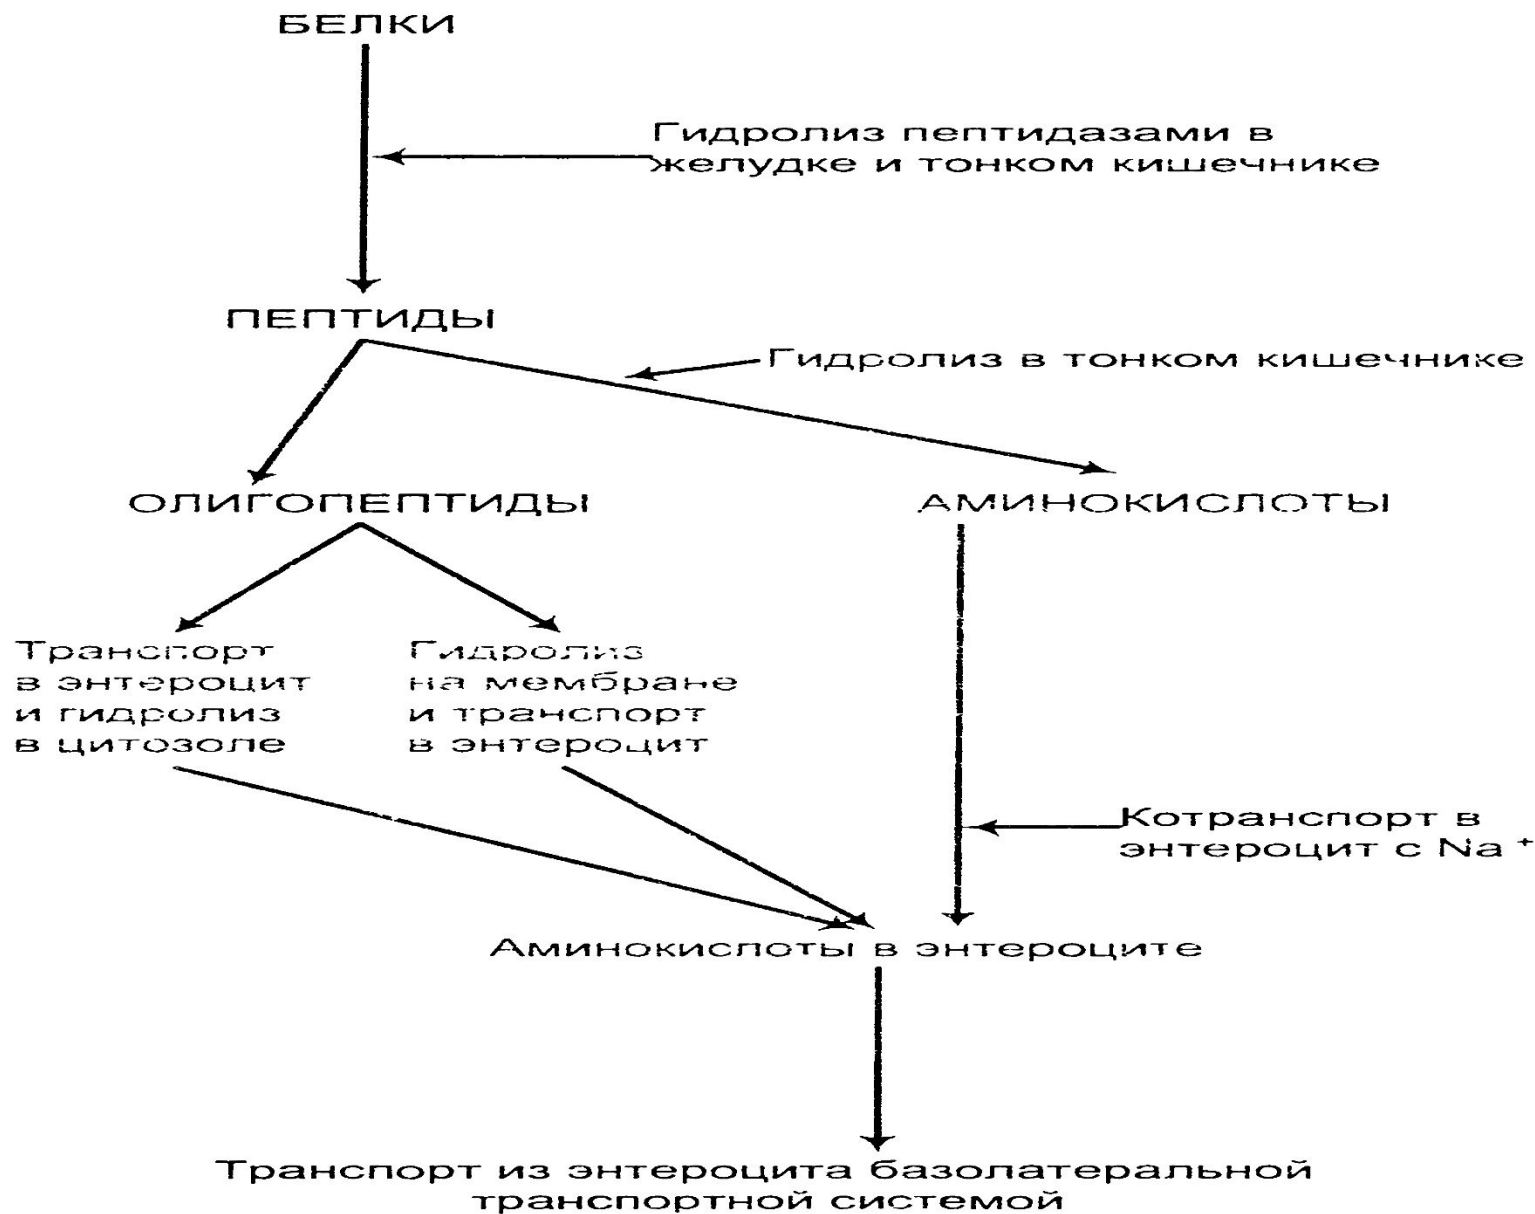 БЕЛКИ
Гидролиз пептидазами в
желудке и тонком кишечнике
ПЕПТИДЫ
Гидролиз в тонком кишечнике
ОЛИГОПЕПТИДЫ
АМИНОКИСЛОТЫ
Транспорт
в энтероцит
и гидролиз
в цитозоле
Гидролиз
на мембране
и транспорт
в энтероцит
Котранспорт в
энтероцит с Na +
Аминокислоты в энтероците
Транспорт из энтероцита базолатеральной
транспортной системой